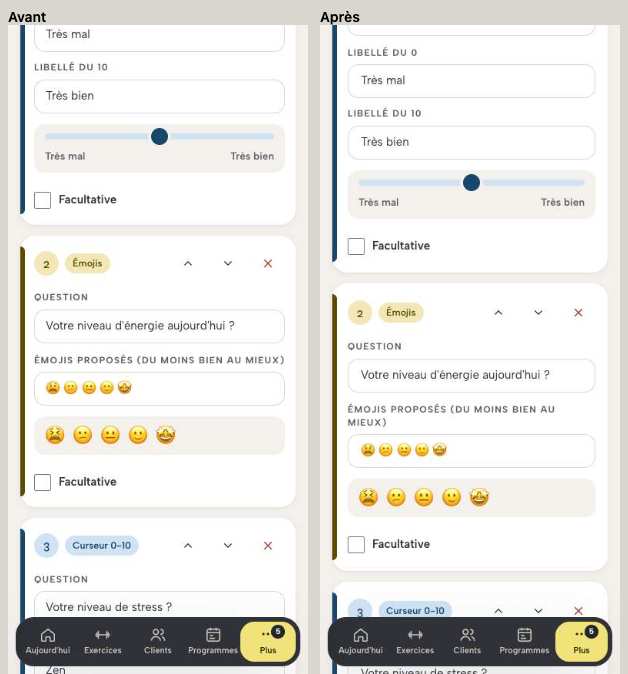 Avant
Très mal
LIBELLÉ DU 10
Très bien
Très mal Très bien
Facultative
2 Émojis
QUESTION
Votre niveau d'énergie aujourd'hui ?
ÉMOJIS PROPOSÉS (DU MOINS BIEN AU MIEUX)
😫 😕 😐 🙂 🤩
😫 😕 😐 🙂 🤩
Facultative
3 Curseur 0–10
QUESTION
Votre niveau de stress ?
Zen
Aujourd'hui Exercices Clients Programmes Plus 5
Après
LIBELLÉ DU 0
Très mal
LIBELLÉ DU 10
Très bien
Très mal Très bien
Facultative
2 Émojis
QUESTION
Votre niveau d'énergie aujourd'hui ?
ÉMOJIS PROPOSÉS (DU MOINS BIEN AU
MIEUX)
😫 😕 😐 🙂 🤩
😫 😕 😐 🙂 🤩
Facultative
3 Curseur 0–10
Votre niveau de stress ?
Aujourd'hui Exercices Clients Programmes Plus 5